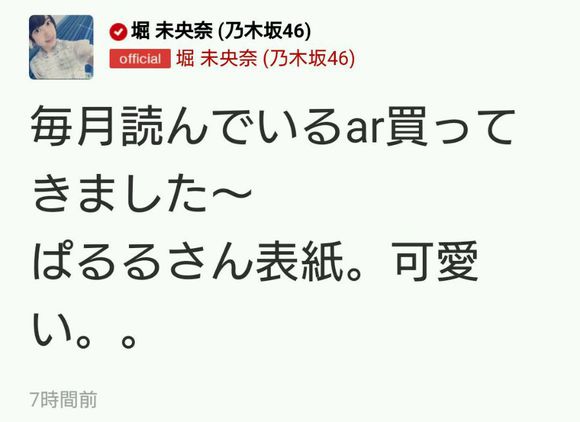 堀 未央奈 (乃木坂46)
official 堀 未央奈 (乃木坂46)
毎月読んでいるar買って
きました〜
ぱるるさん表紙。可愛
い。。
7時間前